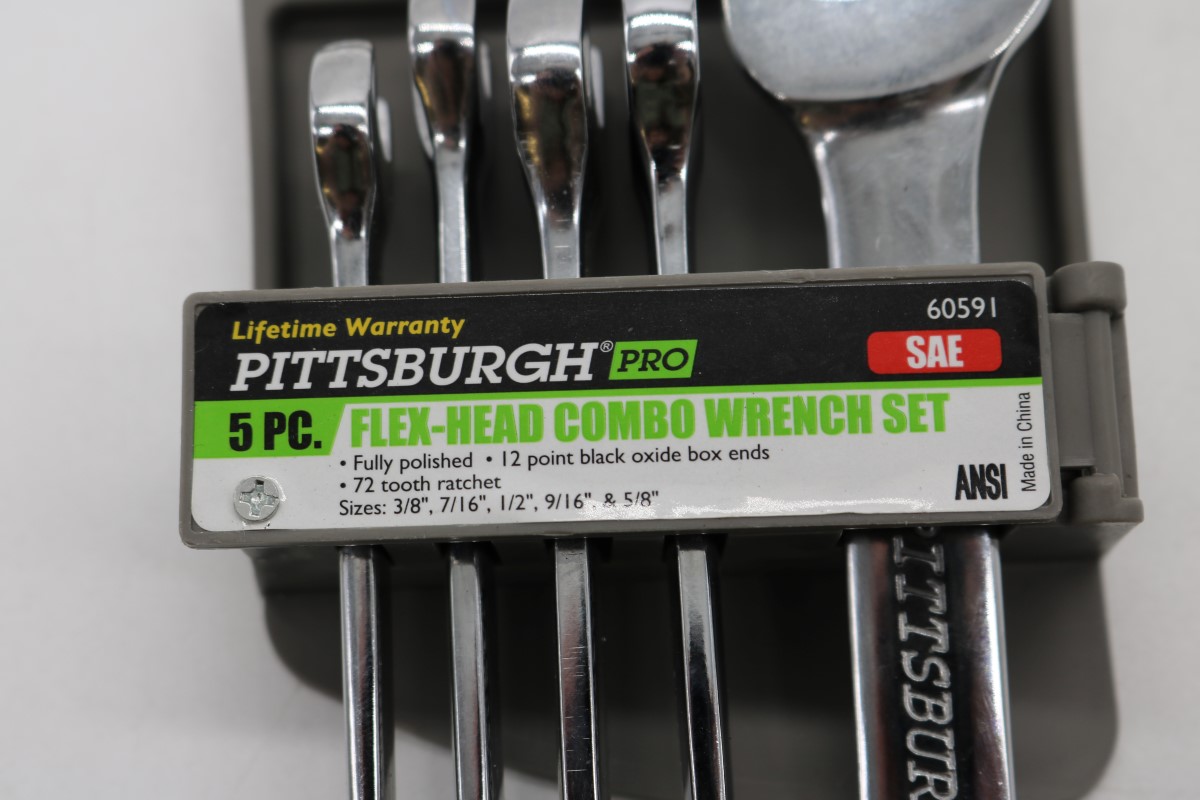 Lifetime Warranty
60591
PITTSBURGH® PRO
SAE
5 PC. FLEX-HEAD COMBO WRENCH SET
• Fully polished • 12 point black oxide box ends
• 72 tooth ratchet
Sizes: 3/8", 7/16", 1/2", 9/16", & 5/8"
ANSI
Made in China
PITTSBUR